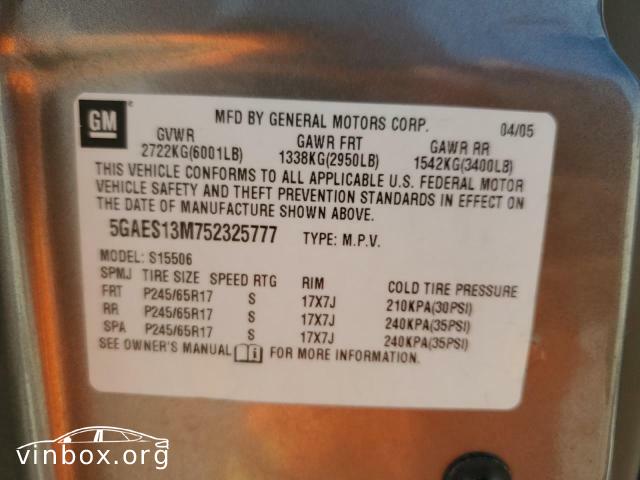 GM
MFD BY GENERAL MOTORS CORP. 04/05
GVWR GAWR FRT GAWR RR
2722KG(6001LB) 1338KG(2950LB) 1542KG(3400LB)
THIS VEHICLE CONFORMS TO ALL APPLICABLE U.S. FEDERAL MOTOR
VEHICLE SAFETY AND THEFT PREVENTION STANDARDS IN EFFECT ON
THE DATE OF MANUFACTURE SHOWN ABOVE.
5GAES13M752325777 TYPE: M.P.V.
MODEL: S15506
SPMJ TIRE SIZE SPEED RTG RIM COLD TIRE PRESSURE
FRT P245/65R17 S 17X7J 210KPA(30PSI)
RR P245/65R17 S 17X7J 240KPA(35PSI)
SPA P245/65R17 S 17X7J 240KPA(35PSI)
SEE OWNER'S MANUAL FOR MORE INFORMATION.
vinbox.org